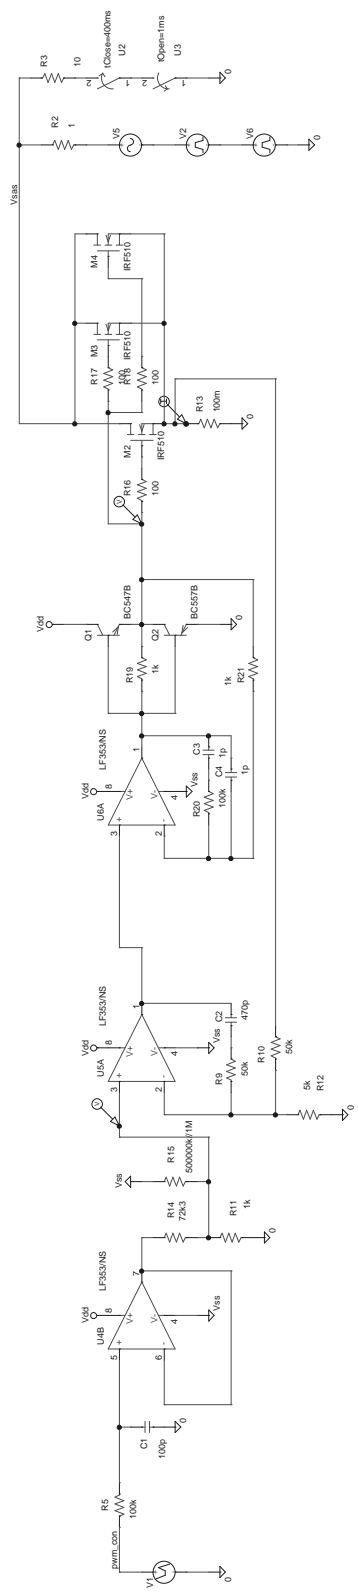 V1
0
pwm_con
R5
100k
C1
100p
0
5
6
+
-
U4B
V+
V-
Vdd
8
4
Vss
LF353/NS
7
R14
72k3
R15
500000k//1M
Vss
R11
1k
0
V
3
2
+
-
U5A
V+
V-
Vdd
8
4
Vss
LF353/NS
1
R9
50k
C2
470p
R10
50k
R12
5k
0
3
2
+
-
U6A
V+
V-
Vdd
8
4
Vss
LF353/NS
1
R20
100k
C3
1p
C4
1p
R21
1k
R19
1k
Q1
BC547B
Vdd
Q2
BC557B
0
V
R16
100
M2
IRF510
R17
100
R18
100
M3
IRF510
M4
IRF510
I
R13
100m
0
Vsas
R2
1
V5
V2
V6
0
R3
10
tClose=400ms
U2
2
1
tOpen=1ms
U3
2
1
0